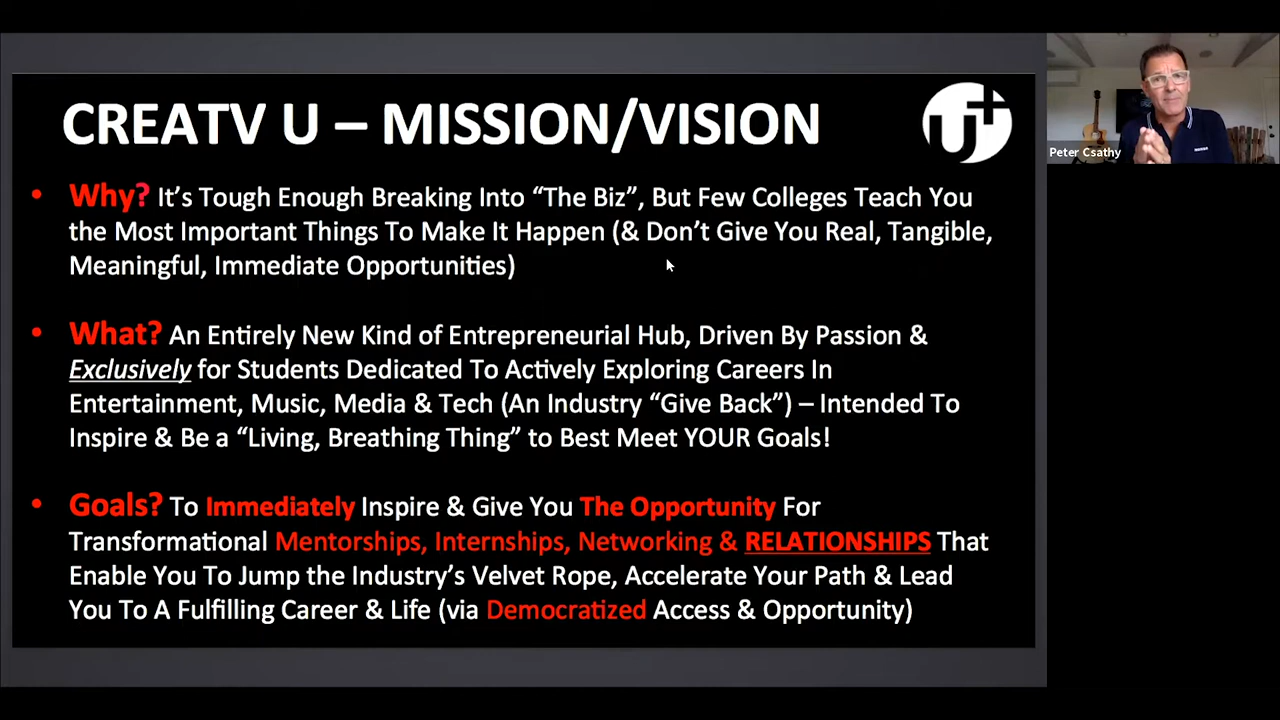 CREATV U – MISSION/VISION
U+
Peter Csathy
• Why? It's Tough Enough Breaking Into “The Biz”, But Few Colleges Teach You
the Most Important Things To Make It Happen (& Don't Give You Real, Tangible,
Meaningful, Immediate Opportunities)
• What? An Entirely New Kind of Entrepreneurial Hub, Driven By Passion &
Exclusively for Students Dedicated To Actively Exploring Careers In
Entertainment, Music, Media & Tech (An Industry “Give Back”) – Intended To
Inspire & Be a “Living, Breathing Thing” to Best Meet YOUR Goals!
• Goals? To Immediately Inspire & Give You The Opportunity For
Transformational Mentorships, Internships, Networking & RELATIONSHIPS That
Enable You To Jump the Industry's Velvet Rope, Accelerate Your Path & Lead
You To A Fulfilling Career & Life (via Democratized Access & Opportunity)